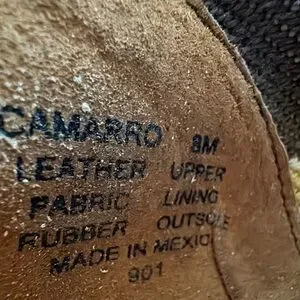 CAMARRO 8M
LEATHER UPPER
FABRIC LINING
RUBBER OUTSOLE
MADE IN MEXICO
901